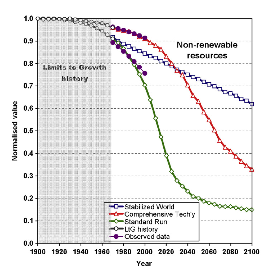 1.0
0.9
0.8
0.7
0.6
0.5
0.4
0.3
0.2
0.1
0.0
Normalised value
Limits to Growth
history
Non-renewable
resources
Stabilized World
Comprehensive Tech'y
Standard Run
LtG history
Observed data
1900 1920 1940 1960 1980 2000 2020 2040 2060 2080 2100
Year